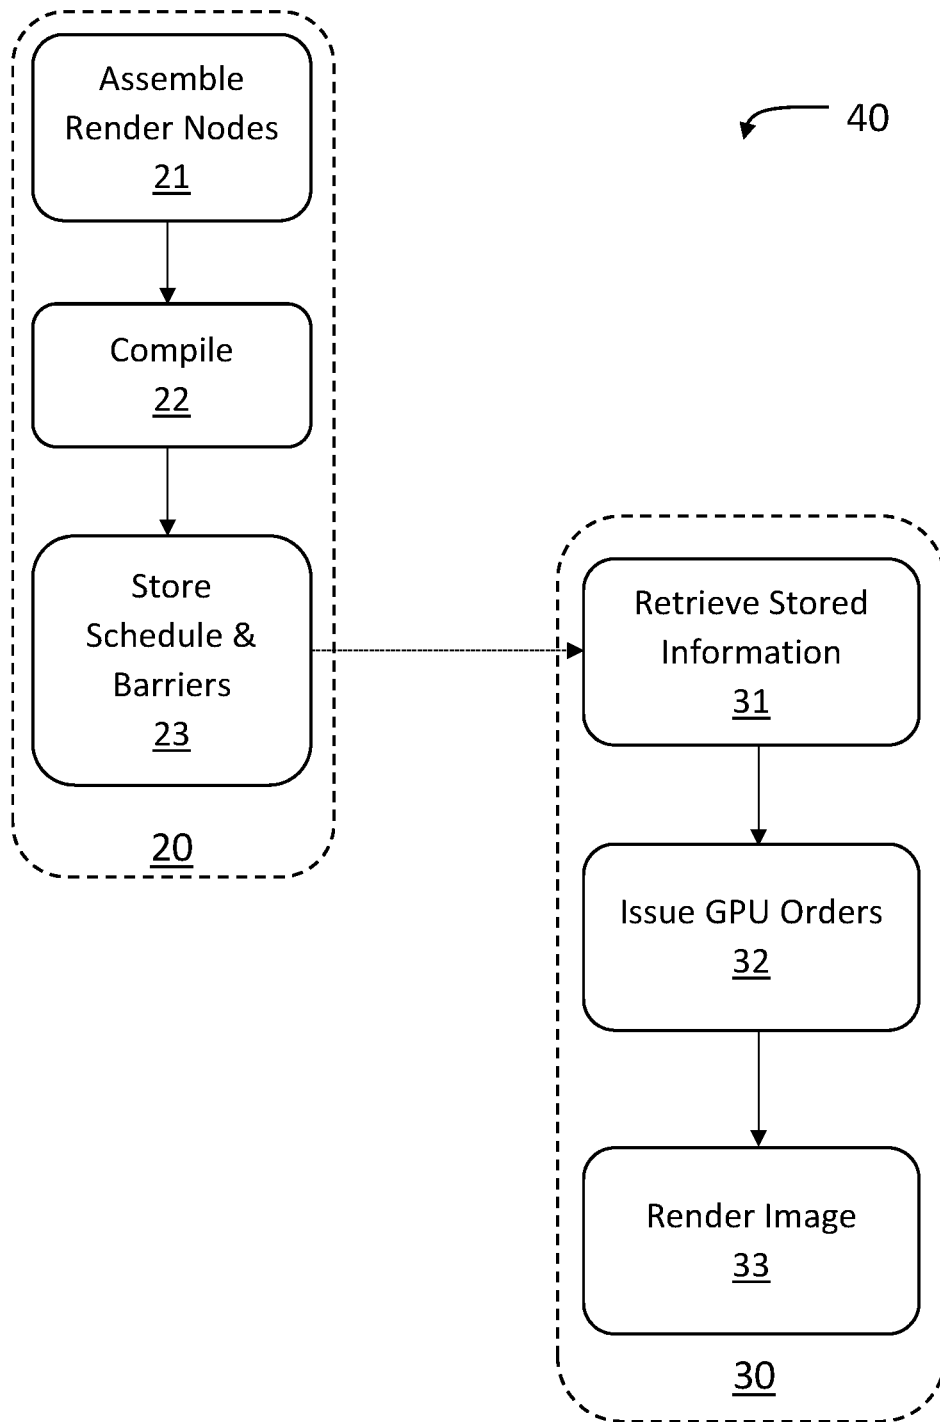 Assemble
Render Nodes
21
40
Compile
22
Store
Schedule &
Barriers
23
20
Retrieve Stored
Information
31
Issue GPU Orders
32
Render Image
33
30